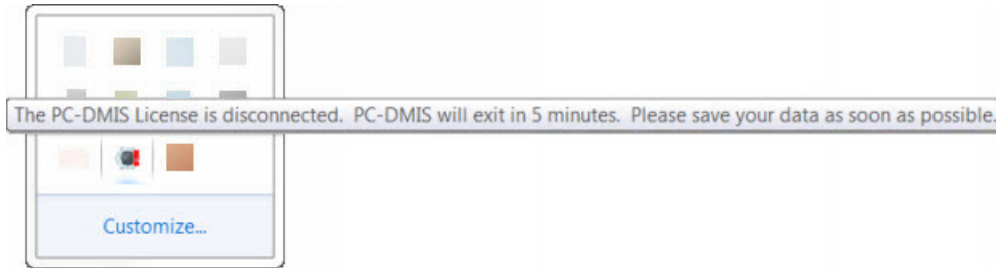 The PC-DMIS License is disconnected.  PC-DMIS will exit in 5 minutes.  Please save your data as soon as possible.
Customize...